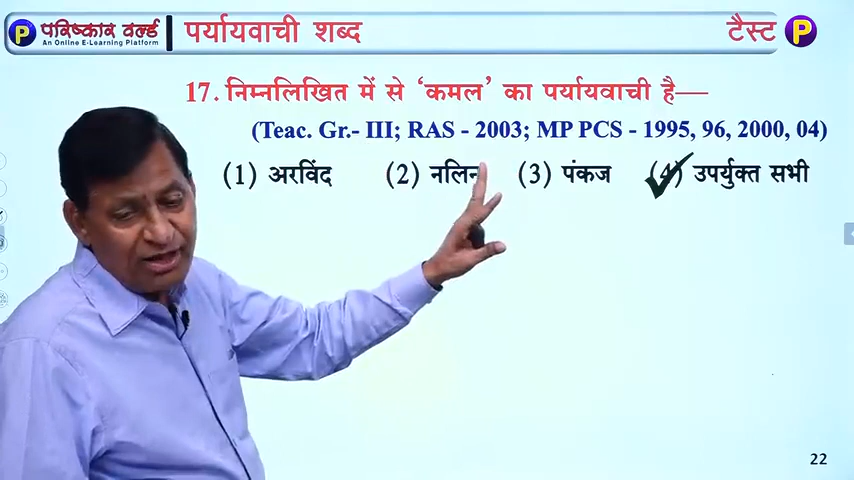 परिष्कार वर्ल्ड
An Online E-Learning Platform
पर्यायवाची शब्द
टैस्ट
P
P
17. निम्नलिखित में से ‘कमल’ का पर्यायवाची है—
(Teac. Gr.- III; RAS - 2003; MP PCS - 1995, 96, 2000, 04)
(1) अरविंद (2) नलिन (3) पंकज (4) उपर्युक्त सभी
22